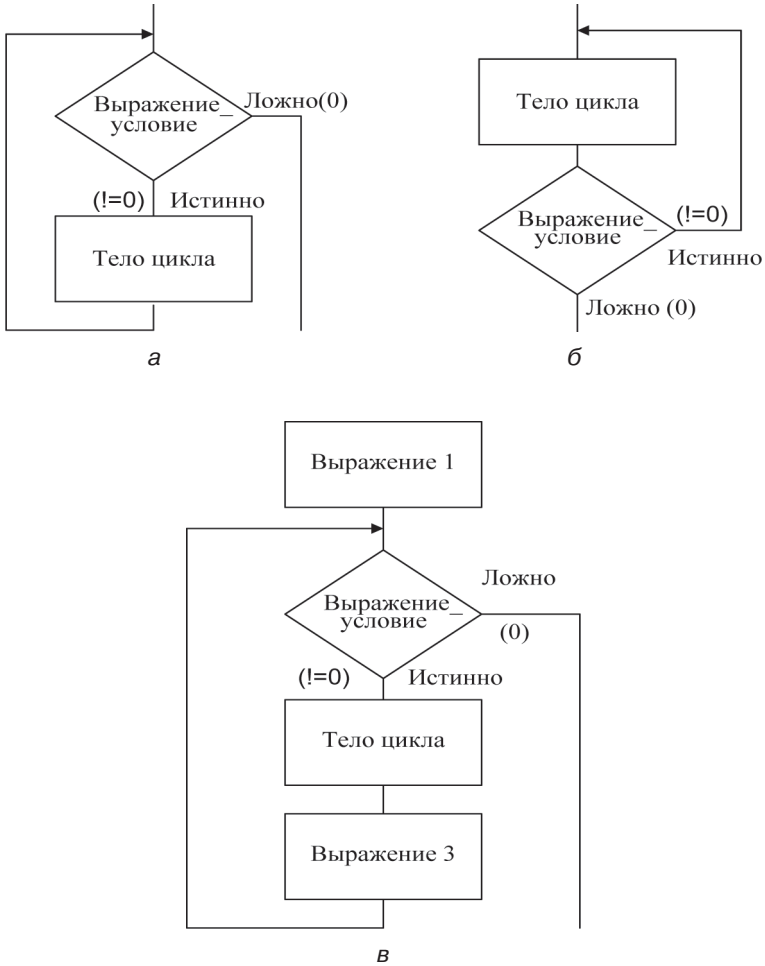 Выражение_
условие
Ложно(0)
(!=0) Истинно
Тело цикла
а
Тело цикла
Выражение_
условие
(!=0)
Истинно
Ложно (0)
б
Выражение 1
Выражение_
условие
Ложно
(0)
(!=0) Истинно
Тело цикла
Выражение 3
в